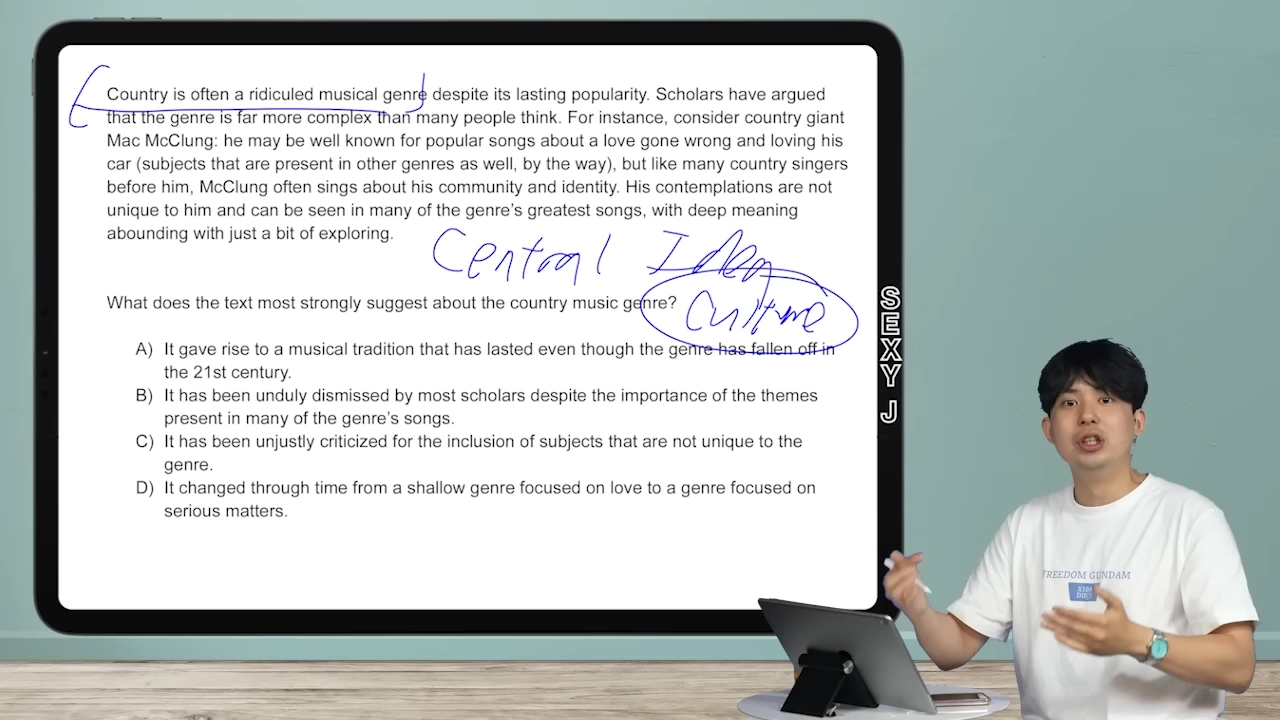 Country is often a ridiculed musical genre despite its lasting popularity. Scholars have argued
that the genre is far more complex than many people think. For instance, consider country giant
Mac McClung: he may be well known for popular songs about a love gone wrong and loving his
car (subjects that are present in other genres as well, by the way), but like many country singers
before him, McClung often sings about his community and identity. His contemplations are not
unique to him and can be seen in many of the genre's greatest songs, with deep meaning
abounding with just a bit of exploring.
Central Idea
What does the text most strongly suggest about the country music genre?
Culture
A) It gave rise to a musical tradition that has lasted even though the genre has fallen off in
the 21st century.
B) It has been unduly dismissed by most scholars despite the importance of the themes
present in many of the genre's songs.
C) It has been unjustly criticized for the inclusion of subjects that are not unique to the
genre.
D) It changed through time from a shallow genre focused on love to a genre focused on
serious matters.
SEXY J
FREEDOM GUNDAM